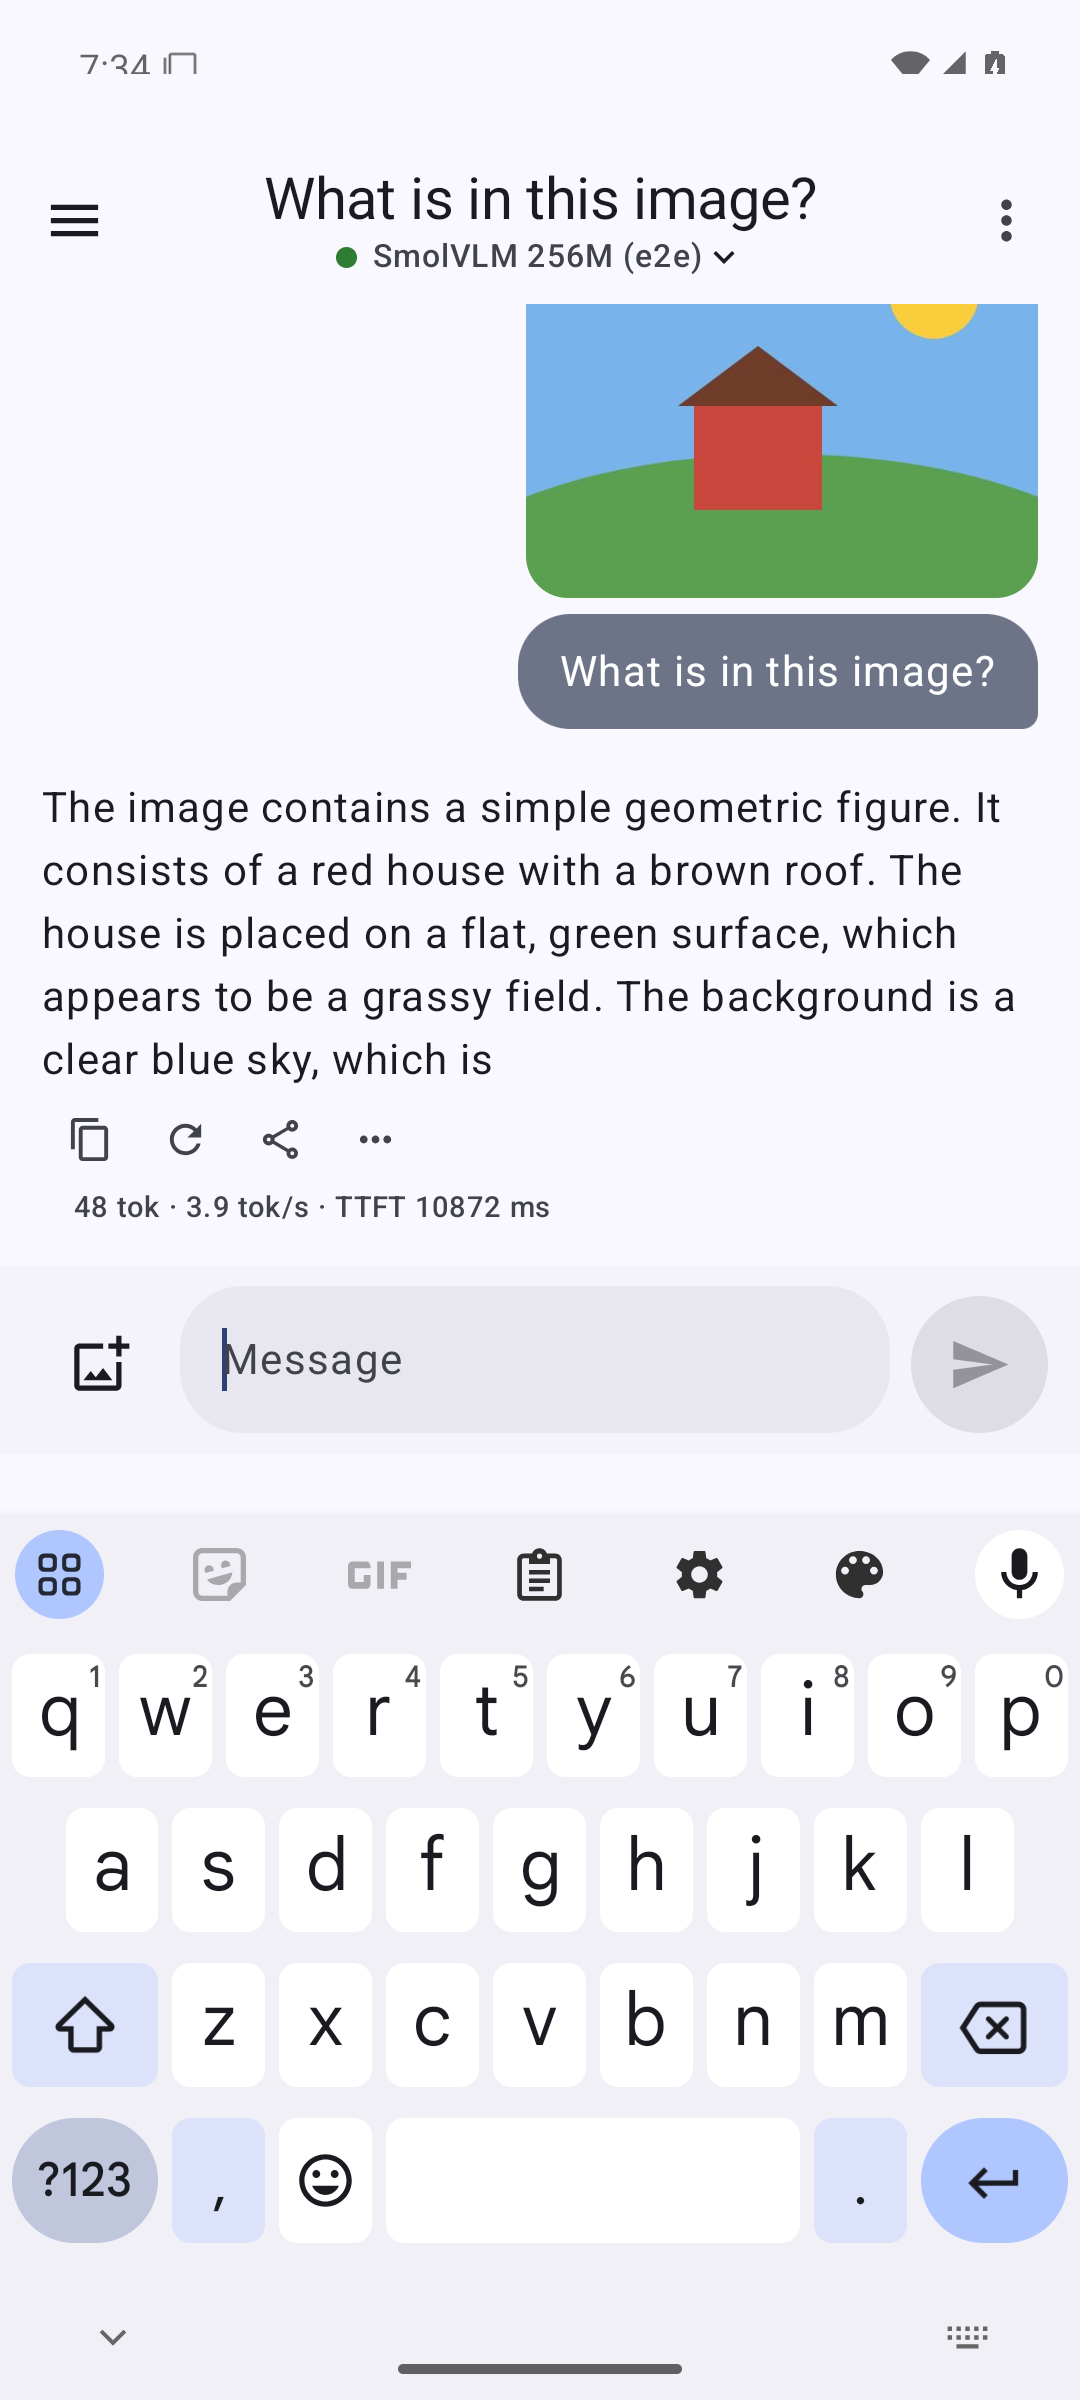 7:34
What is in this image?
SmolVLM 256M (e2e)
What is in this image?
The image contains a simple geometric figure. It
consists of a red house with a brown roof. The
house is placed on a flat, green surface, which
appears to be a grassy field. The background is a
clear blue sky, which is
48 tok · 3.9 tok/s · TTFT 10872 ms
Message
GIF
q 1 w 2 e 3 r 4 t 5 y 6 u 7 i 8 o 9 p 0
a s d f g h j k l
z x c v b n m
?123 , .